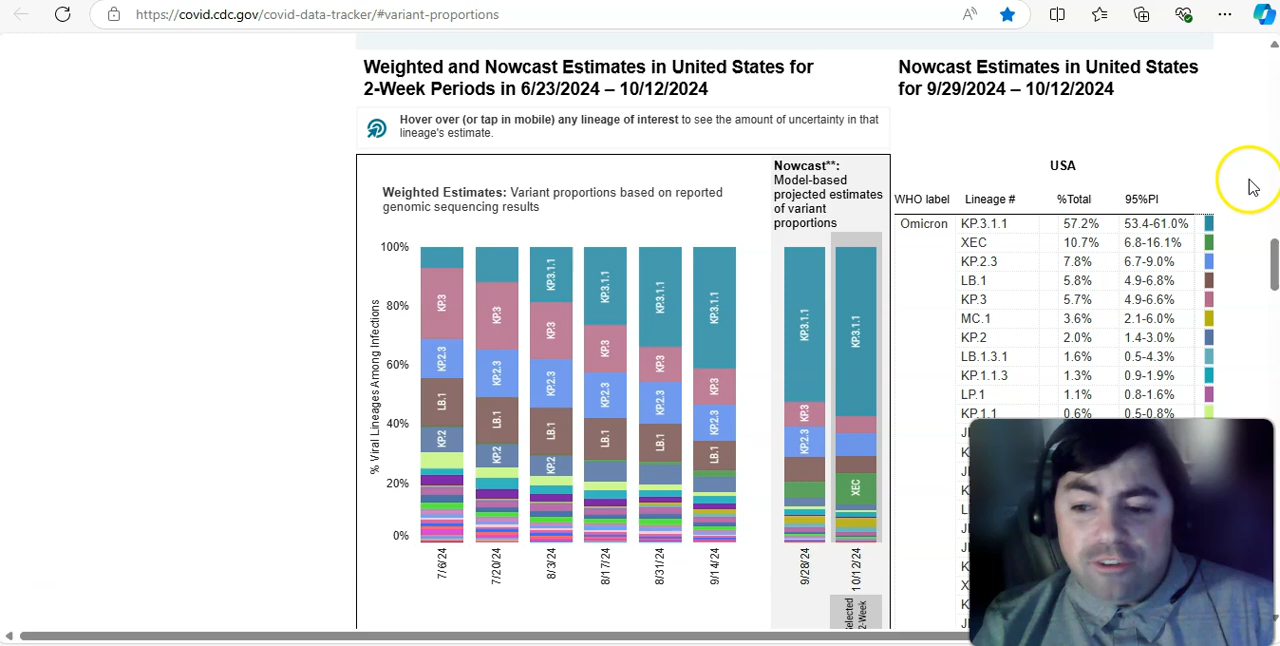 https://covid.cdc.gov/covid-data-tracker/#variant-proportions
Weighted and Nowcast Estimates in United States for
2-Week Periods in 6/23/2024 – 10/12/2024
Nowcast Estimates in United States
for 9/29/2024 – 10/12/2024
Hover over (or tap in mobile) any lineage of interest to see the amount of uncertainty in that
lineage's estimate.
Weighted Estimates: Variant proportions based on reported
genomic sequencing results
Nowcast**:
Model-based
projected estimates
of variant
proportions
% Viral Lineages Among Infections
100%
80%
60%
40%
20%
0%
KP.3
KP.2.3
LB.1
KP.2
KP.3
KP.2.3
LB.1
KP.2
KP.3.1.1
KP.3
KP.2.3
LB.1
KP.2
KP.3.1.1
KP.3
KP.2.3
LB.1
KP.3.1.1
KP.3
KP.2.3
LB.1
KP.3.1.1
KP.3
KP.2.3
LB.1
KP.3.1.1
KP.3
KP.2.3
KP.3.1.1
XEC
7/6/24
7/20/24
8/3/24
8/17/24
8/31/24
9/14/24
9/28/24
10/12/24
Selected
2-Week
USA
WHO label Lineage # %Total 95%PI
Omicron KP.3.1.1 57.2% 53.4-61.0%
XEC 10.7% 6.8-16.1%
KP.2.3 7.8% 6.7-9.0%
LB.1 5.8% 4.9-6.8%
KP.3 5.7% 4.9-6.6%
MC.1 3.6% 2.1-6.0%
KP.2 2.0% 1.4-3.0%
LB.1.3.1 1.6% 0.5-4.3%
KP.1.1.3 1.3% 0.9-1.9%
LP.1 1.1% 0.8-1.6%
KP.1.1 0.6% 0.5-0.8%